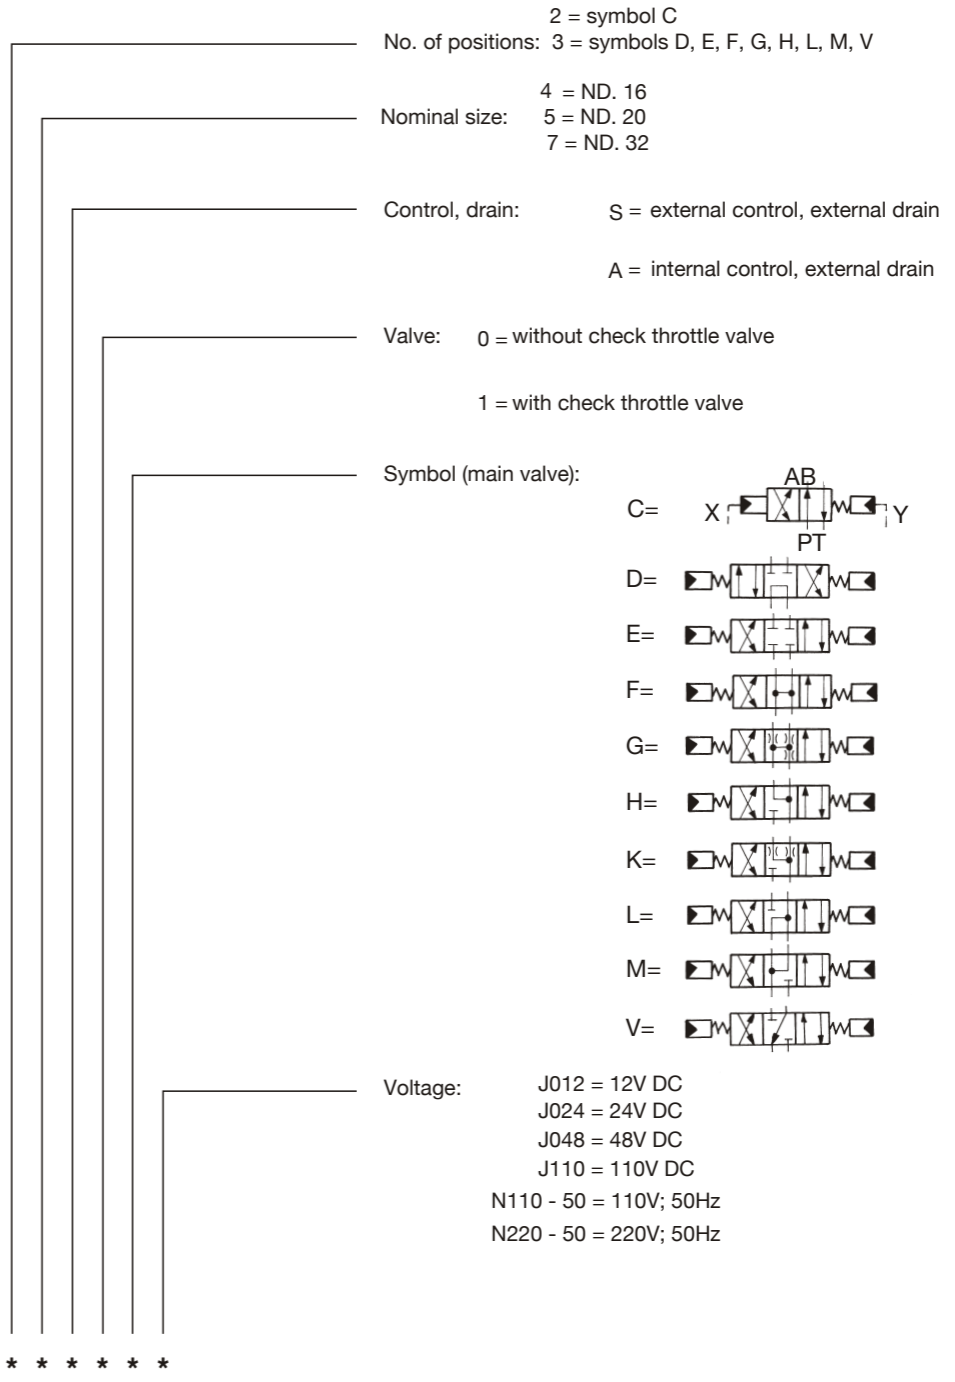 2 = symbol C
No. of positions: 3 = symbols D, E, F, G, H, L, M, V
4 = ND. 16
Nominal size: 5 = ND. 20
7 = ND. 32
Control, drain: S = external control, external drain
A = internal control, external drain
Valve: 0 = without check throttle valve
1 = with check throttle valve
Symbol (main valve):
AB
C= X Y
PT
D=
E=
F=
G=
H=
K=
L=
M=
V=
Voltage: J012 = 12V DC
J024 = 24V DC
J048 = 48V DC
J110 = 110V DC
N110 - 50 = 110V; 50Hz
N220 - 50 = 220V; 50Hz
* * * * * *